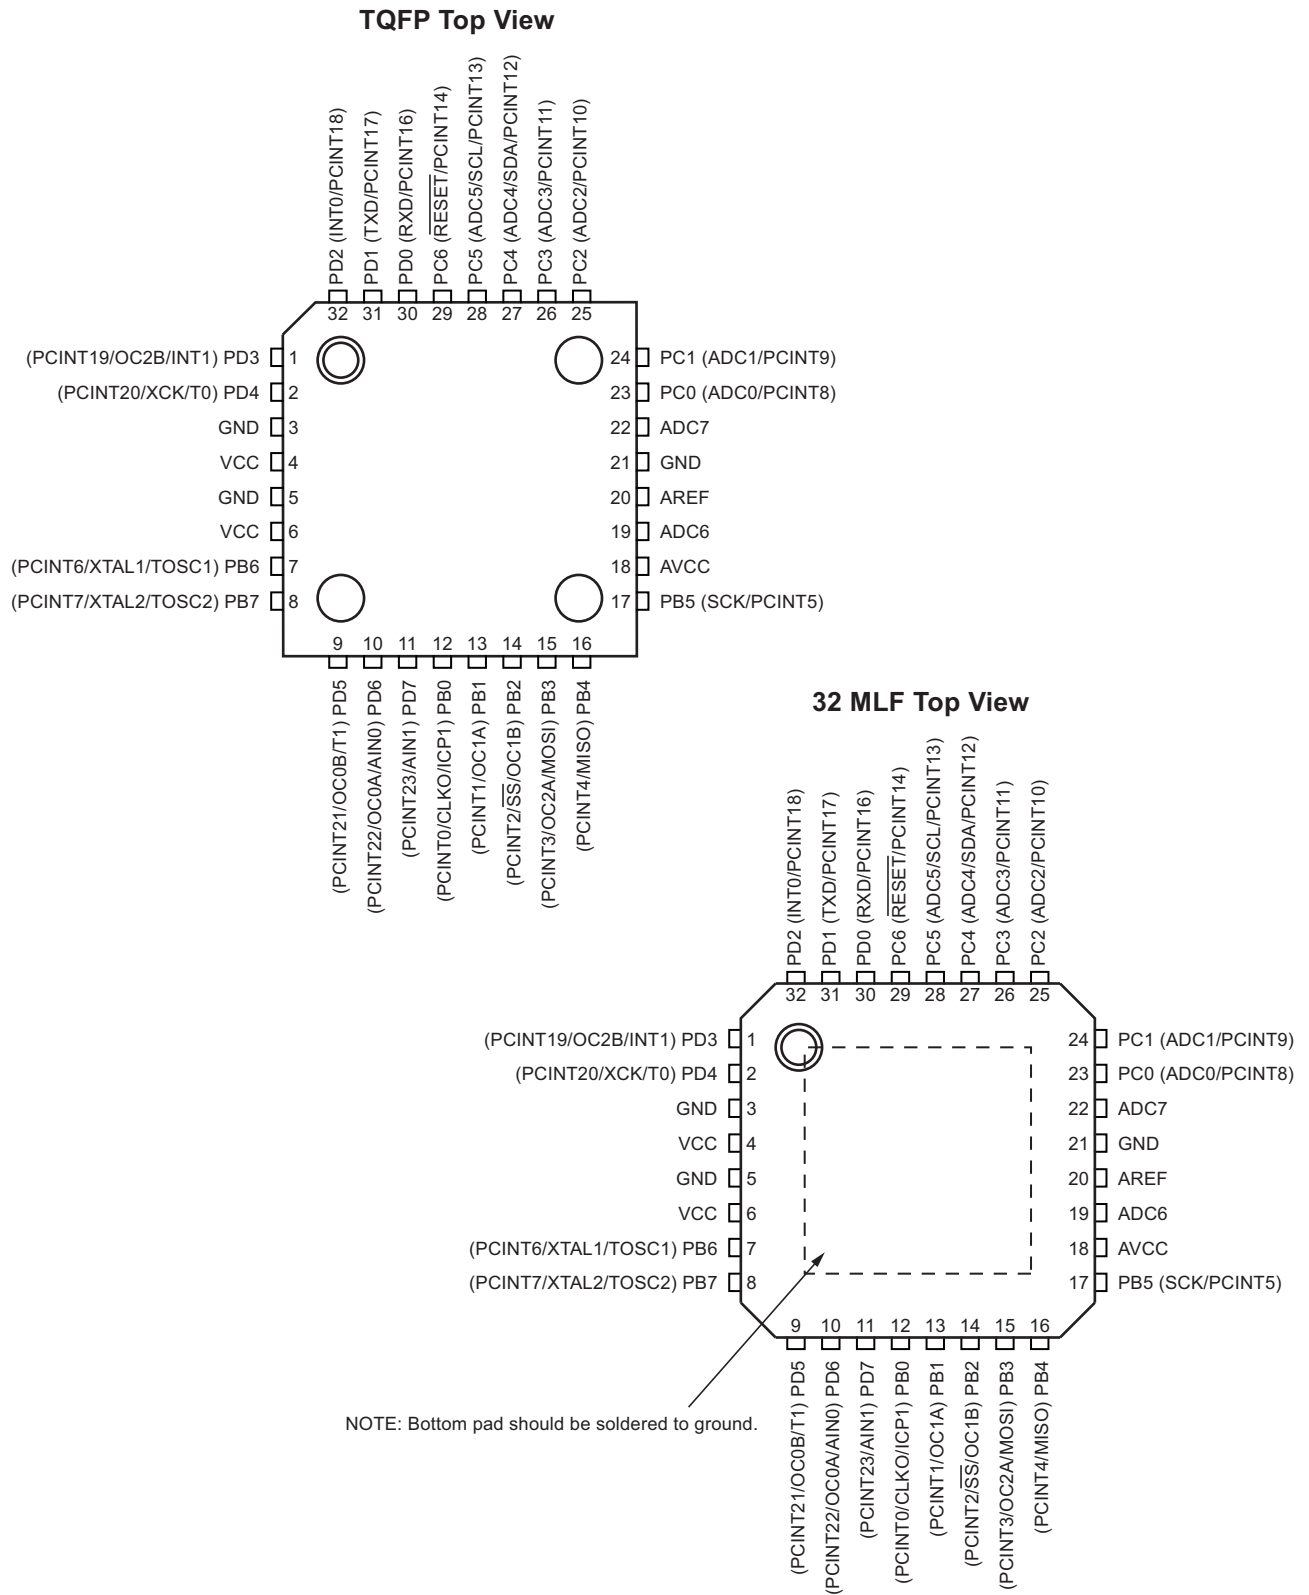 TQFP Top View
PD2 (INT0/PCINT18)
PD1 (TXD/PCINT17)
PD0 (RXD/PCINT16)
PC6 (RESET/PCINT14)
PC5 (ADC5/SCL/PCINT13)
PC4 (ADC4/SDA/PCINT12)
PC3 (ADC3/PCINT11)
PC2 (ADC2/PCINT10)
32 31 30 29 28 27 26 25
(PCINT19/OC2B/INT1) PD3 1
(PCINT20/XCK/T0) PD4 2
GND 3
VCC 4
GND 5
VCC 6
(PCINT6/XTAL1/TOSC1) PB6 7
(PCINT7/XTAL2/TOSC2) PB7 8
24 PC1 (ADC1/PCINT9)
23 PC0 (ADC0/PCINT8)
22 ADC7
21 GND
20 AREF
19 ADC6
18 AVCC
17 PB5 (SCK/PCINT5)
9 10 11 12 13 14 15 16
(PCINT21/OC0B/T1) PD5
(PCINT22/OC0A/AIN0) PD6
(PCINT23/AIN1) PD7
(PCINT0/CLKO/ICP1) PB0
(PCINT1/OC1A) PB1
(PCINT2/SS/OC1B) PB2
(PCINT3/OC2A/MOSI) PB3
(PCINT4/MISO) PB4
32 MLF Top View
PD2 (INT0/PCINT18)
PD1 (TXD/PCINT17)
PD0 (RXD/PCINT16)
PC6 (RESET/PCINT14)
PC5 (ADC5/SCL/PCINT13)
PC4 (ADC4/SDA/PCINT12)
PC3 (ADC3/PCINT11)
PC2 (ADC2/PCINT10)
32 31 30 29 28 27 26 25
(PCINT19/OC2B/INT1) PD3 1
(PCINT20/XCK/T0) PD4 2
GND 3
VCC 4
GND 5
VCC 6
(PCINT6/XTAL1/TOSC1) PB6 7
(PCINT7/XTAL2/TOSC2) PB7 8
24 PC1 (ADC1/PCINT9)
23 PC0 (ADC0/PCINT8)
22 ADC7
21 GND
20 AREF
19 ADC6
18 AVCC
17 PB5 (SCK/PCINT5)
9 10 11 12 13 14 15 16
(PCINT21/OC0B/T1) PD5
(PCINT22/OC0A/AIN0) PD6
(PCINT23/AIN1) PD7
(PCINT0/CLKO/ICP1) PB0
(PCINT1/OC1A) PB1
(PCINT2/SS/OC1B) PB2
(PCINT3/OC2A/MOSI) PB3
(PCINT4/MISO) PB4
NOTE: Bottom pad should be soldered to ground.